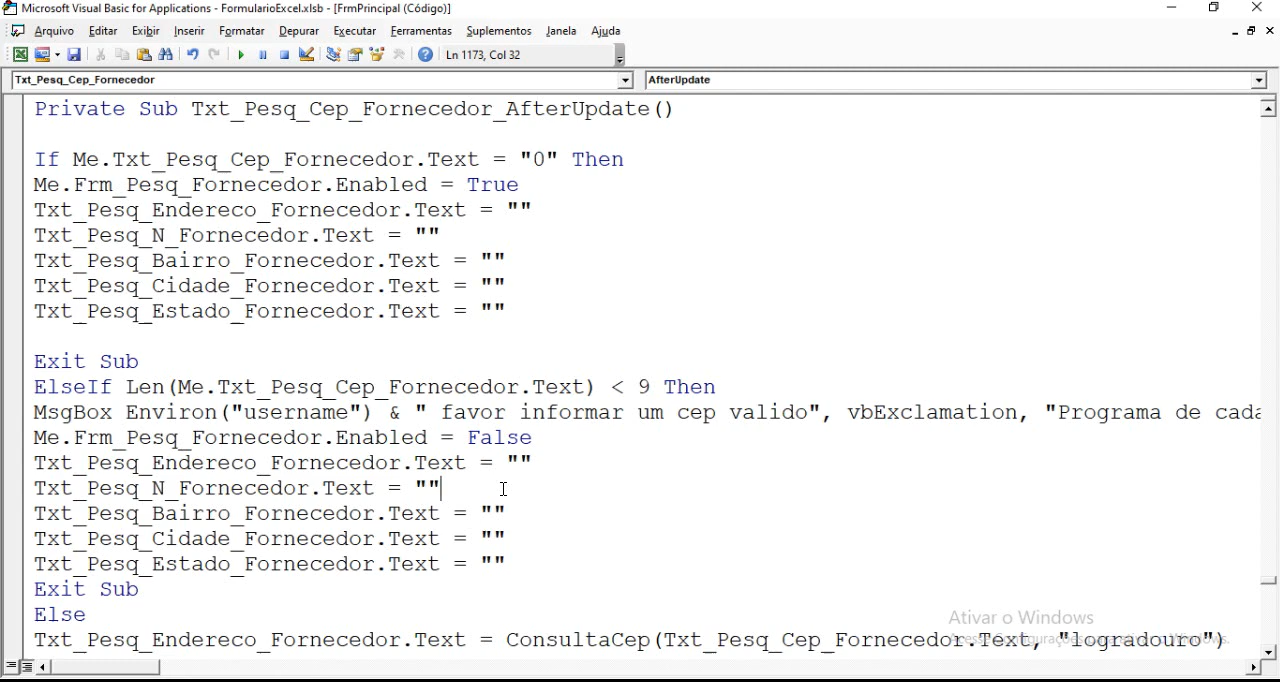 Microsoft Visual Basic for Applications - FormularioExcel.xlsb - [FrmPrincipal (Código)]
Arquivo Editar Exibir Inserir Formatar Depurar Executar Ferramentas Suplementos Janela Ajuda
Ln 1173, Col 32
Txt_Pesq_Cep_Fornecedor AfterUpdate
Private Sub Txt_Pesq_Cep_Fornecedor_AfterUpdate()
If Me.Txt_Pesq_Cep_Fornecedor.Text = "0" Then
Me.Frm_Pesq_Fornecedor.Enabled = True
Txt_Pesq_Endereco_Fornecedor.Text = ""
Txt_Pesq_N_Fornecedor.Text = ""
Txt_Pesq_Bairro_Fornecedor.Text = ""
Txt_Pesq_Cidade_Fornecedor.Text = ""
Txt_Pesq_Estado_Fornecedor.Text = ""
Exit Sub
ElseIf Len(Me.Txt_Pesq_Cep_Fornecedor.Text) < 9 Then
MsgBox Environ("username") & " favor informar um cep valido", vbExclamation, "Programa de cada
Me.Frm_Pesq_Fornecedor.Enabled = False
Txt_Pesq_Endereco_Fornecedor.Text = ""
Txt_Pesq_N_Fornecedor.Text = ""
Txt_Pesq_Bairro_Fornecedor.Text = ""
Txt_Pesq_Cidade_Fornecedor.Text = ""
Txt_Pesq_Estado_Fornecedor.Text = ""
Exit Sub
Else
Ativar o Windows
Txt_Pesq_Endereco_Fornecedor.Text = ConsultaCep(Txt_Pesq_Cep_Fornecedor.Text, "logradouro")